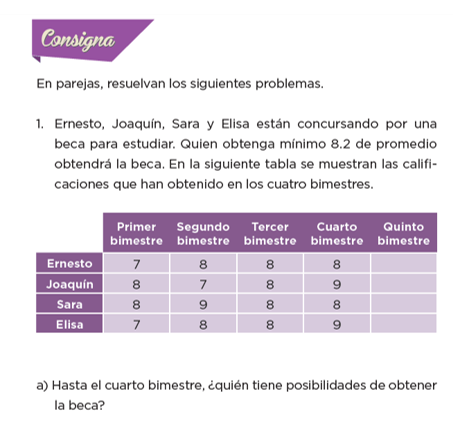 Consigna
En parejas, resuelvan los siguientes problemas.
1. Ernesto, Joaquín, Sara y Elisa están concursando por una
beca para estudiar. Quien obtenga mínimo 8.2 de promedio
obtendrá la beca. En la siguiente tabla se muestran las califi-
caciones que han obtenido en los cuatro bimestres.
Primer Segundo Tercer Cuarto Quinto
bimestre bimestre bimestre bimestre bimestre
Ernesto 7 8 8 8
Joaquín 8 7 8 9
Sara 8 9 8 8
Elisa 7 8 8 9
a) Hasta el cuarto bimestre, ¿quién tiene posibilidades de obtener
la beca?